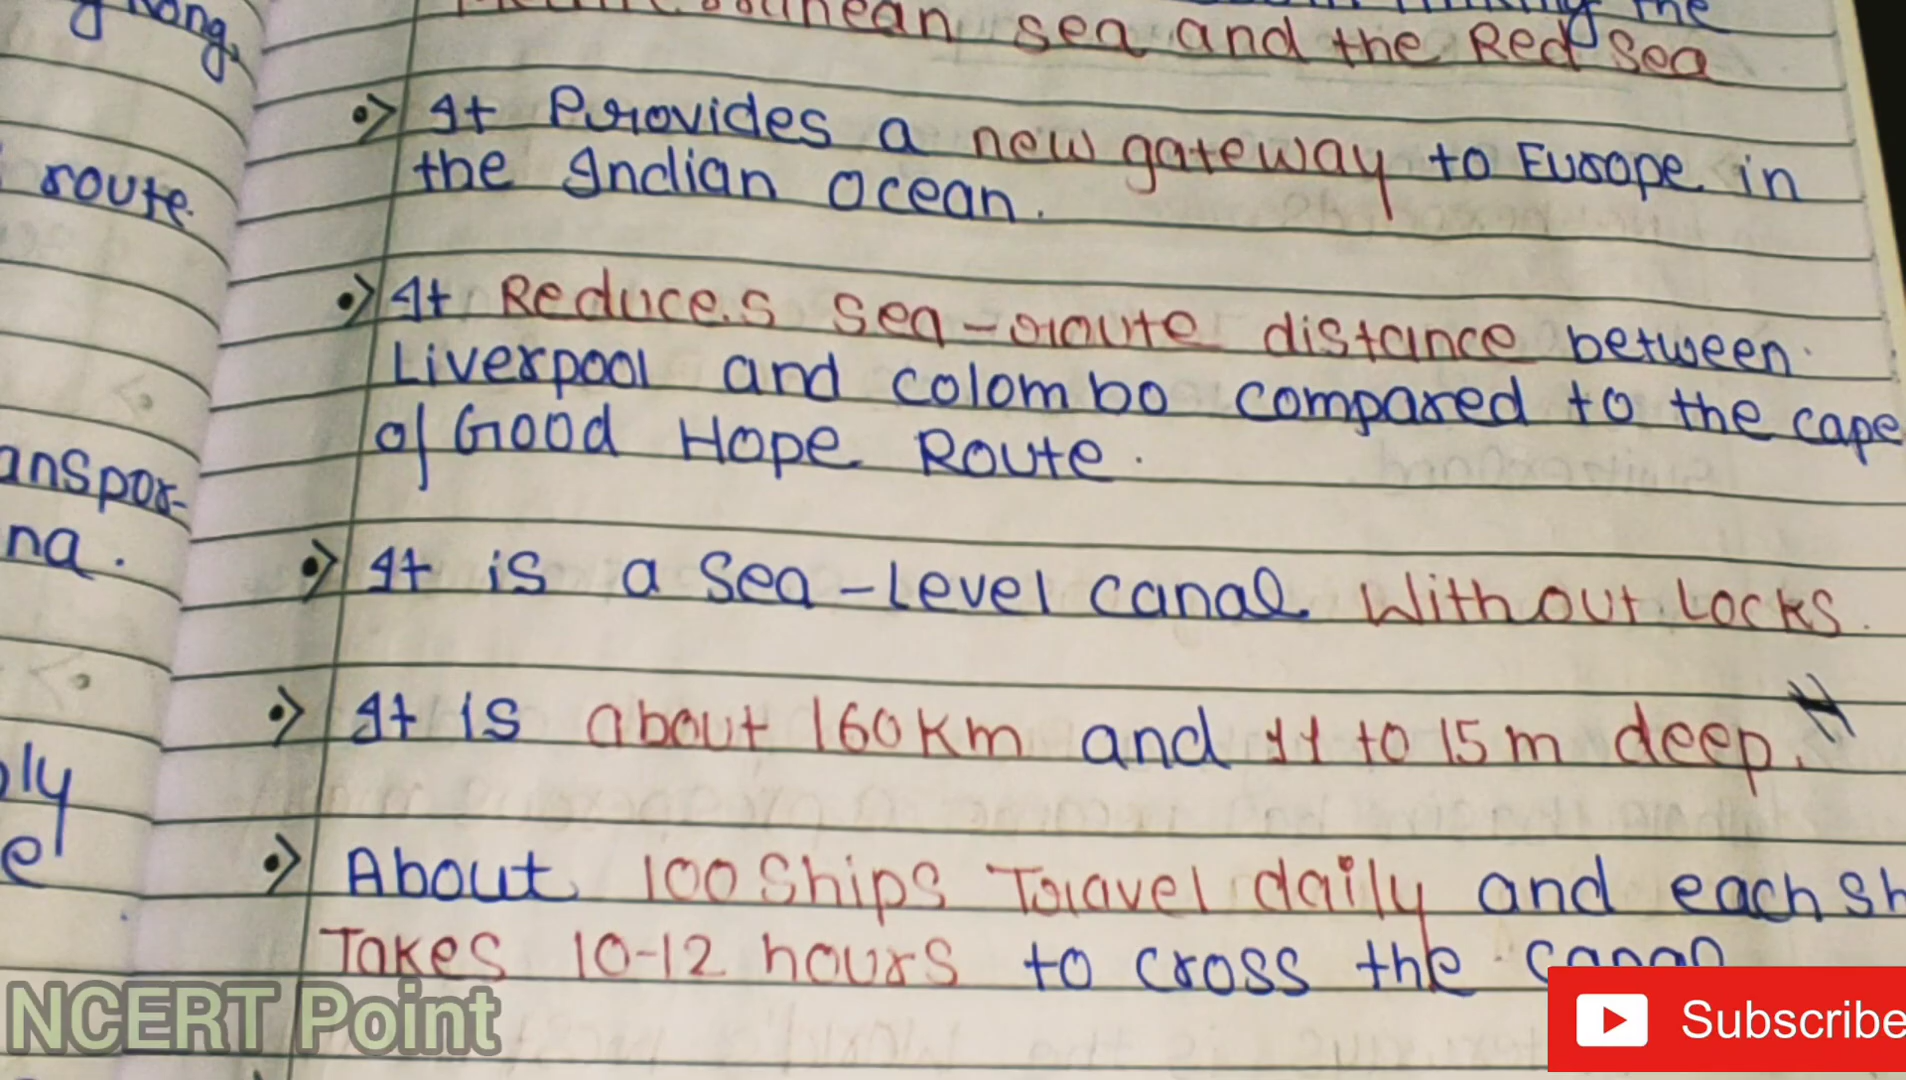 sea and the Red Sea
•> It Provides a new gateway to Europe in
the Indian Ocean.
•> It Reduces Sea-route distance between
Liverpool and colombo compared to the cape
of Good Hope Route.
•> It is a Sea-Level canal Without Locks.
•> It is about 160 Km and 11 to 15 m deep.
•> About 100 Ships Travel daily and each sh
Takes 10-12 hours to cross the canal
route
anspor-
na.
NCERT Point
Subscribe